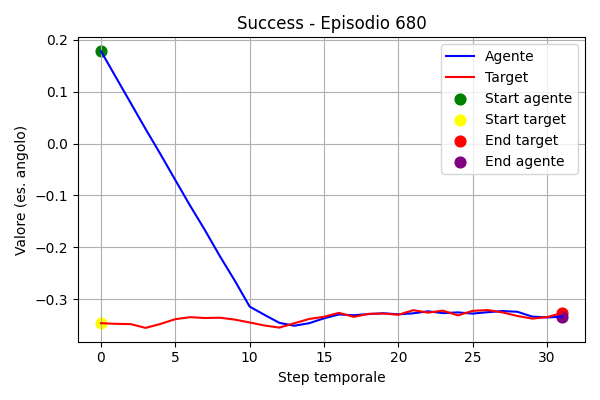 Success - Episodio 680
Valore (es. angolo)
0.2
0.1
0.0
−0.1
−0.2
−0.3
0 5 10 15 20 25 30
Step temporale
Agente
Target
Start agente
Start target
End target
End agente